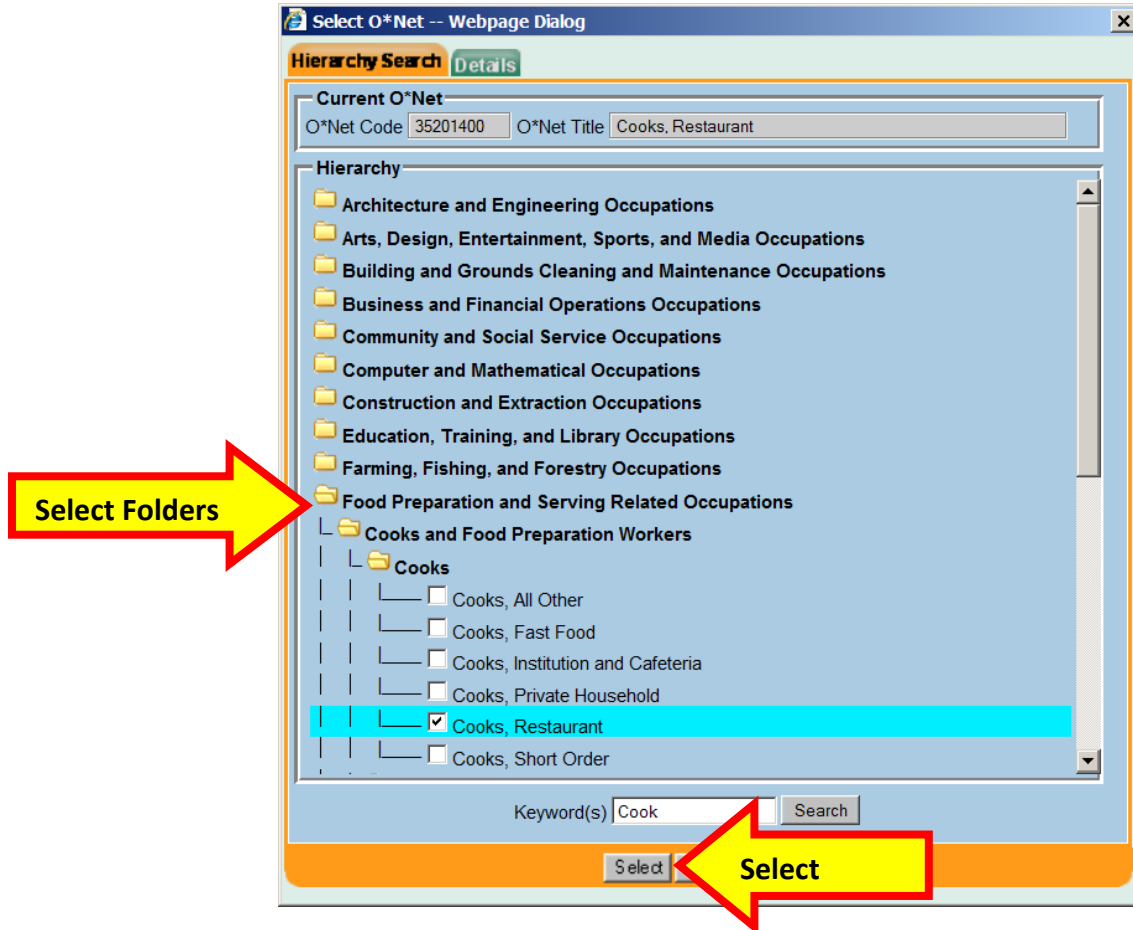 Select O*Net -- Webpage Dialog
Hierarchy Search Details
Current O*Net
O*Net Code 35201400 O*Net Title Cooks, Restaurant
Hierarchy
Architecture and Engineering Occupations
Arts, Design, Entertainment, Sports, and Media Occupations
Building and Grounds Cleaning and Maintenance Occupations
Business and Financial Operations Occupations
Community and Social Service Occupations
Computer and Mathematical Occupations
Construction and Extraction Occupations
Education, Training, and Library Occupations
Farming, Fishing, and Forestry Occupations
Select Folders
Food Preparation and Serving Related Occupations
Cooks and Food Preparation Workers
Cooks
Cooks, All Other
Cooks, Fast Food
Cooks, Institution and Cafeteria
Cooks, Private Household
Cooks, Restaurant
Cooks, Short Order
Keyword(s) Cook Search
Select Select